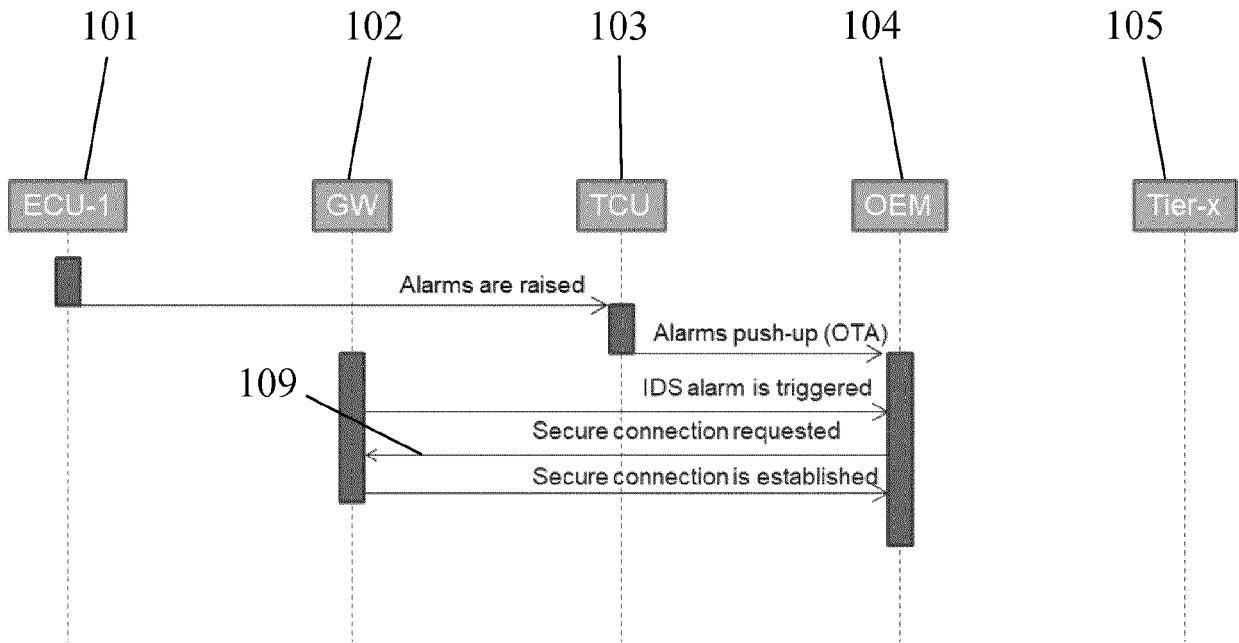 101 102 103 104 105
ECU-1 GW TCU OEM Tier-x
Alarms are raised
Alarms push-up (OTA)
IDS alarm is triggered
109
Secure connection requested
Secure connection is established